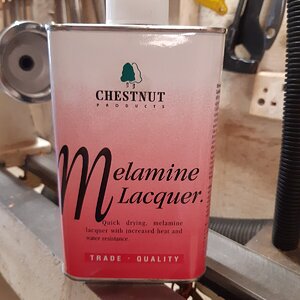 CHESTNUT
PRODUCTS
Melamine
Lacquer.
Quick - drying, melamine
lacquer with increased heat and
water resistance.
TRADE · QUALITY